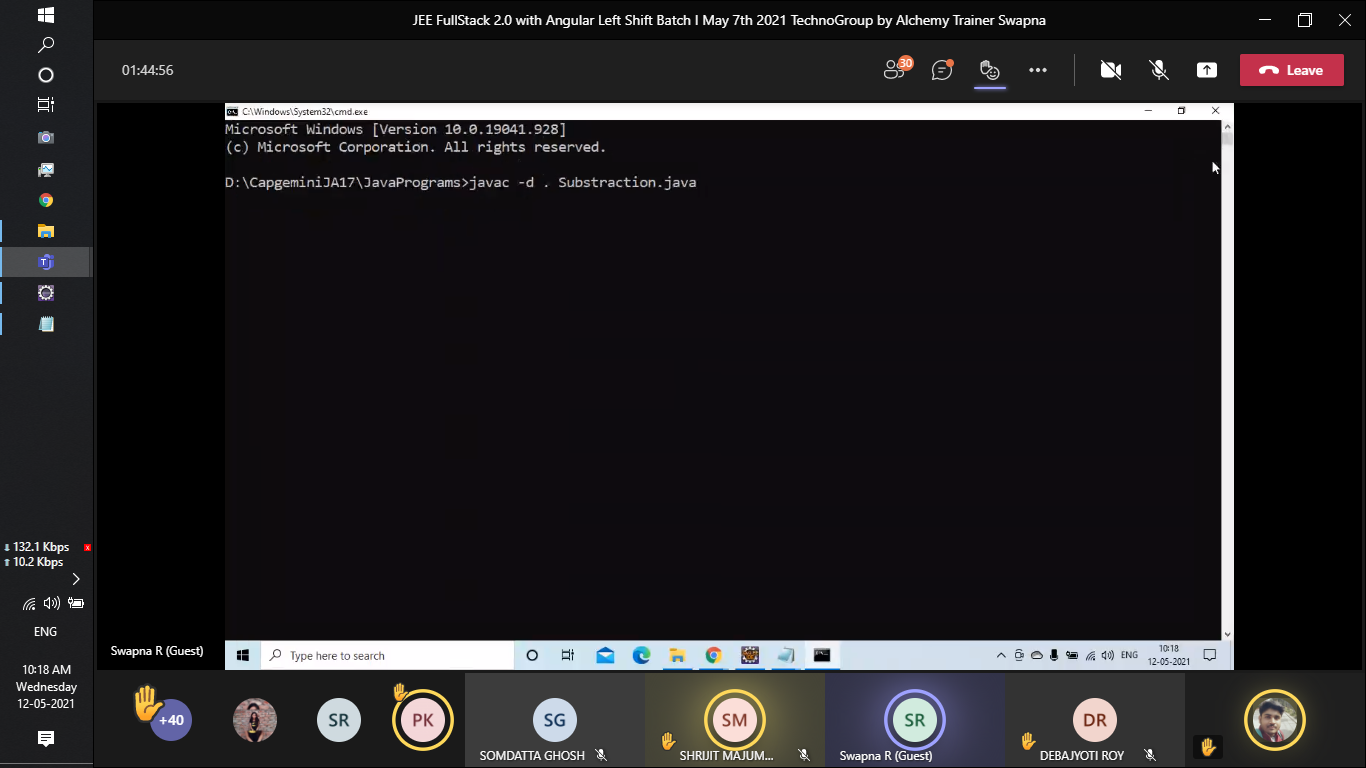 JEE FullStack 2.0 with Angular Left Shift Batch I May 7th 2021 TechnoGroup by Alchemy Trainer Swapna
01:44:56
30
Leave
C:\Windows\System32\cmd.exe
Microsoft Windows [Version 10.0.19041.928]
(c) Microsoft Corporation. All rights reserved.
D:\CapgeminiJA17\JavaPrograms>javac -d . Substraction.java
132.1 Kbps
10.2 Kbps
ENG
10:18 AM
Wednesday
12-05-2021
Swapna R (Guest)
Type here to search
ENG
10:18
12-05-2021
+40
SR
PK
SG
SOMDATTA GHOSH
SM
SHRIJIT MAJUM...
SR
Swapna R (Guest)
DR
DEBAJYOTI ROY